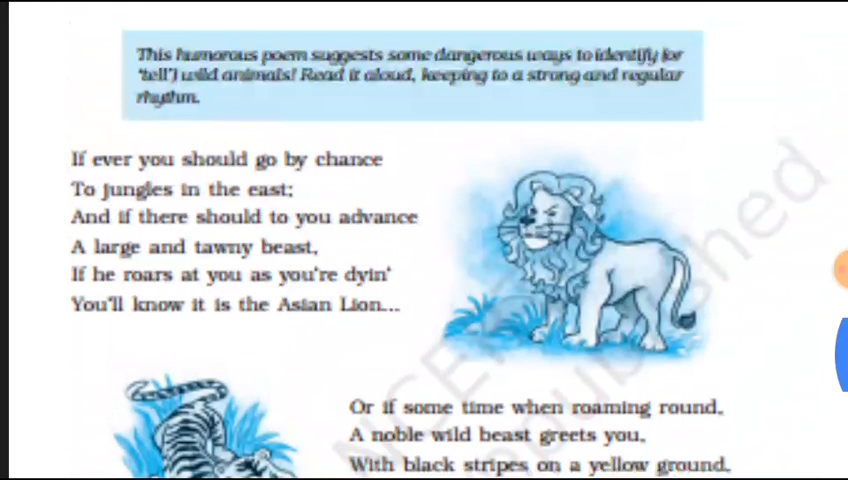 This humorous poem suggests some dangerous ways to identify (or
'tell') wild animals! Read it aloud, keeping to a strong and regular
rhythm.
If ever you should go by chance
To jungles in the east;
And if there should to you advance
A large and tawny beast,
If he roars at you as you're dyin'
You'll know it is the Asian Lion...
Or if some time when roaming round,
A noble wild beast greets you,
With black stripes on a yellow ground,